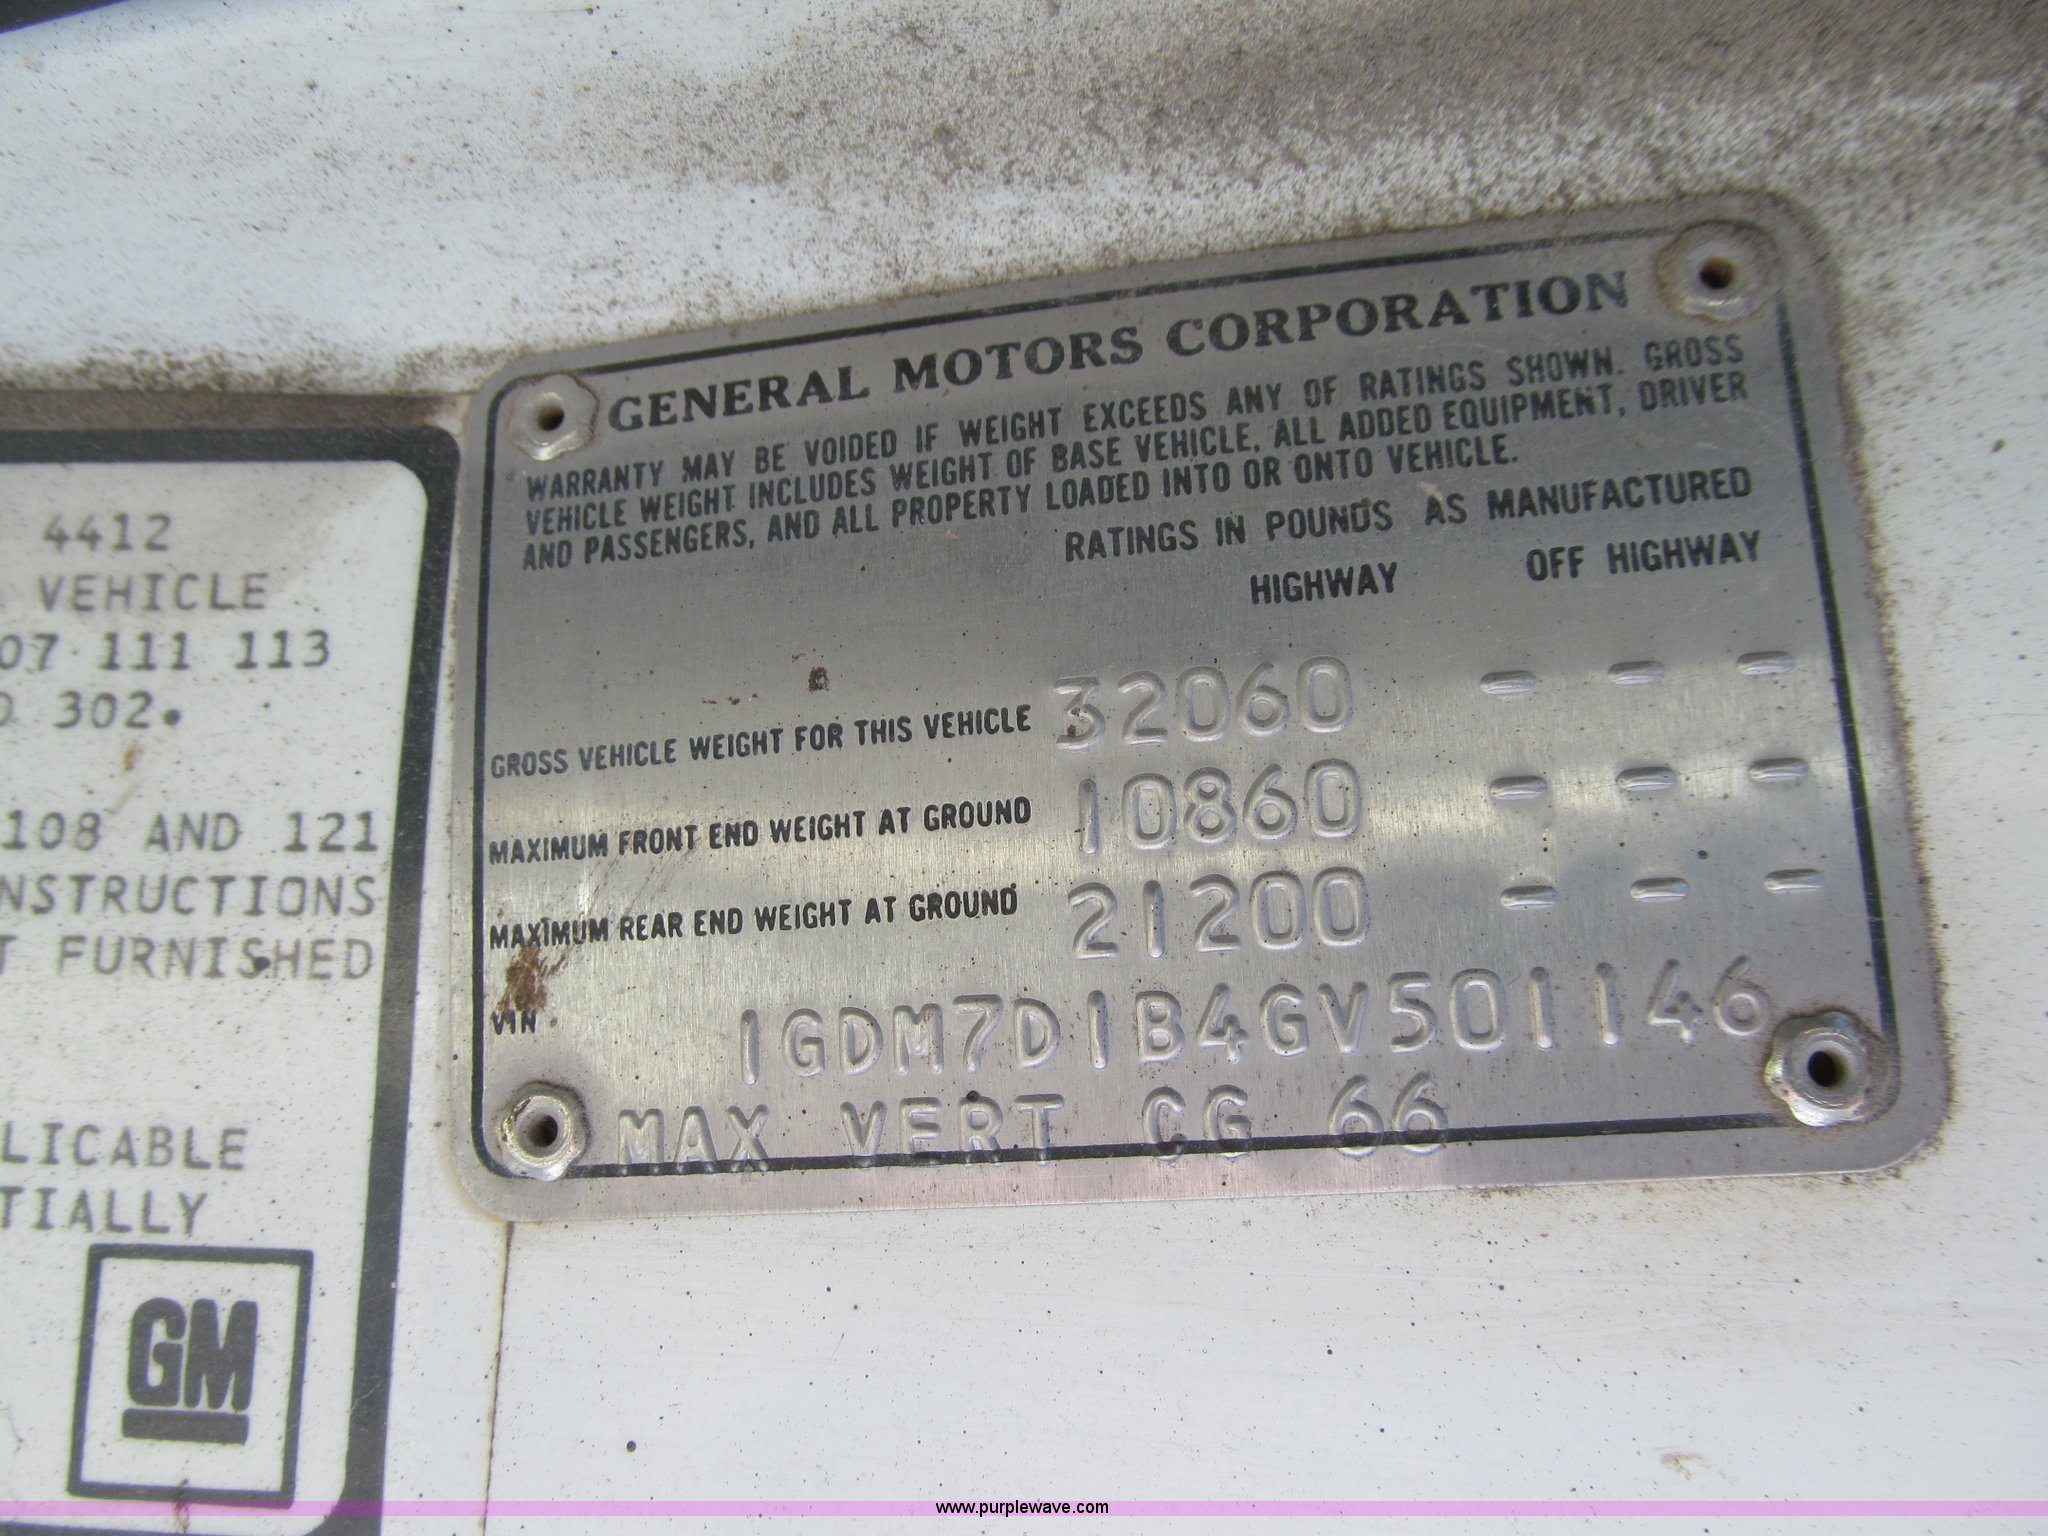 GENERAL MOTORS CORPORATION
WARRANTY MAY BE VOIDED IF WEIGHT EXCEEDS ANY OF RATINGS SHOWN. GROSS
VEHICLE WEIGHT INCLUDES WEIGHT OF BASE VEHICLE, ALL ADDED EQUIPMENT, DRIVER
AND PASSENGERS, AND ALL PROPERTY LOADED INTO OR ONTO VEHICLE.
RATINGS IN POUNDS AS MANUFACTURED
HIGHWAY OFF HIGHWAY
GROSS VEHICLE WEIGHT FOR THIS VEHICLE 32060 - - -
MAXIMUM FRONT END WEIGHT AT GROUND 10860 - - -
MAXIMUM REAR END WEIGHT AT GROUND 21200 - - -
VIN 1GDM7D1B4GV501146
MAX VERT CG 66
4412
VEHICLE
07 111 113
302.
108 AND 121
NSTRUCTIONS
T FURNISHED
LICABLE
TIALLY
GM
www.purplewave.com